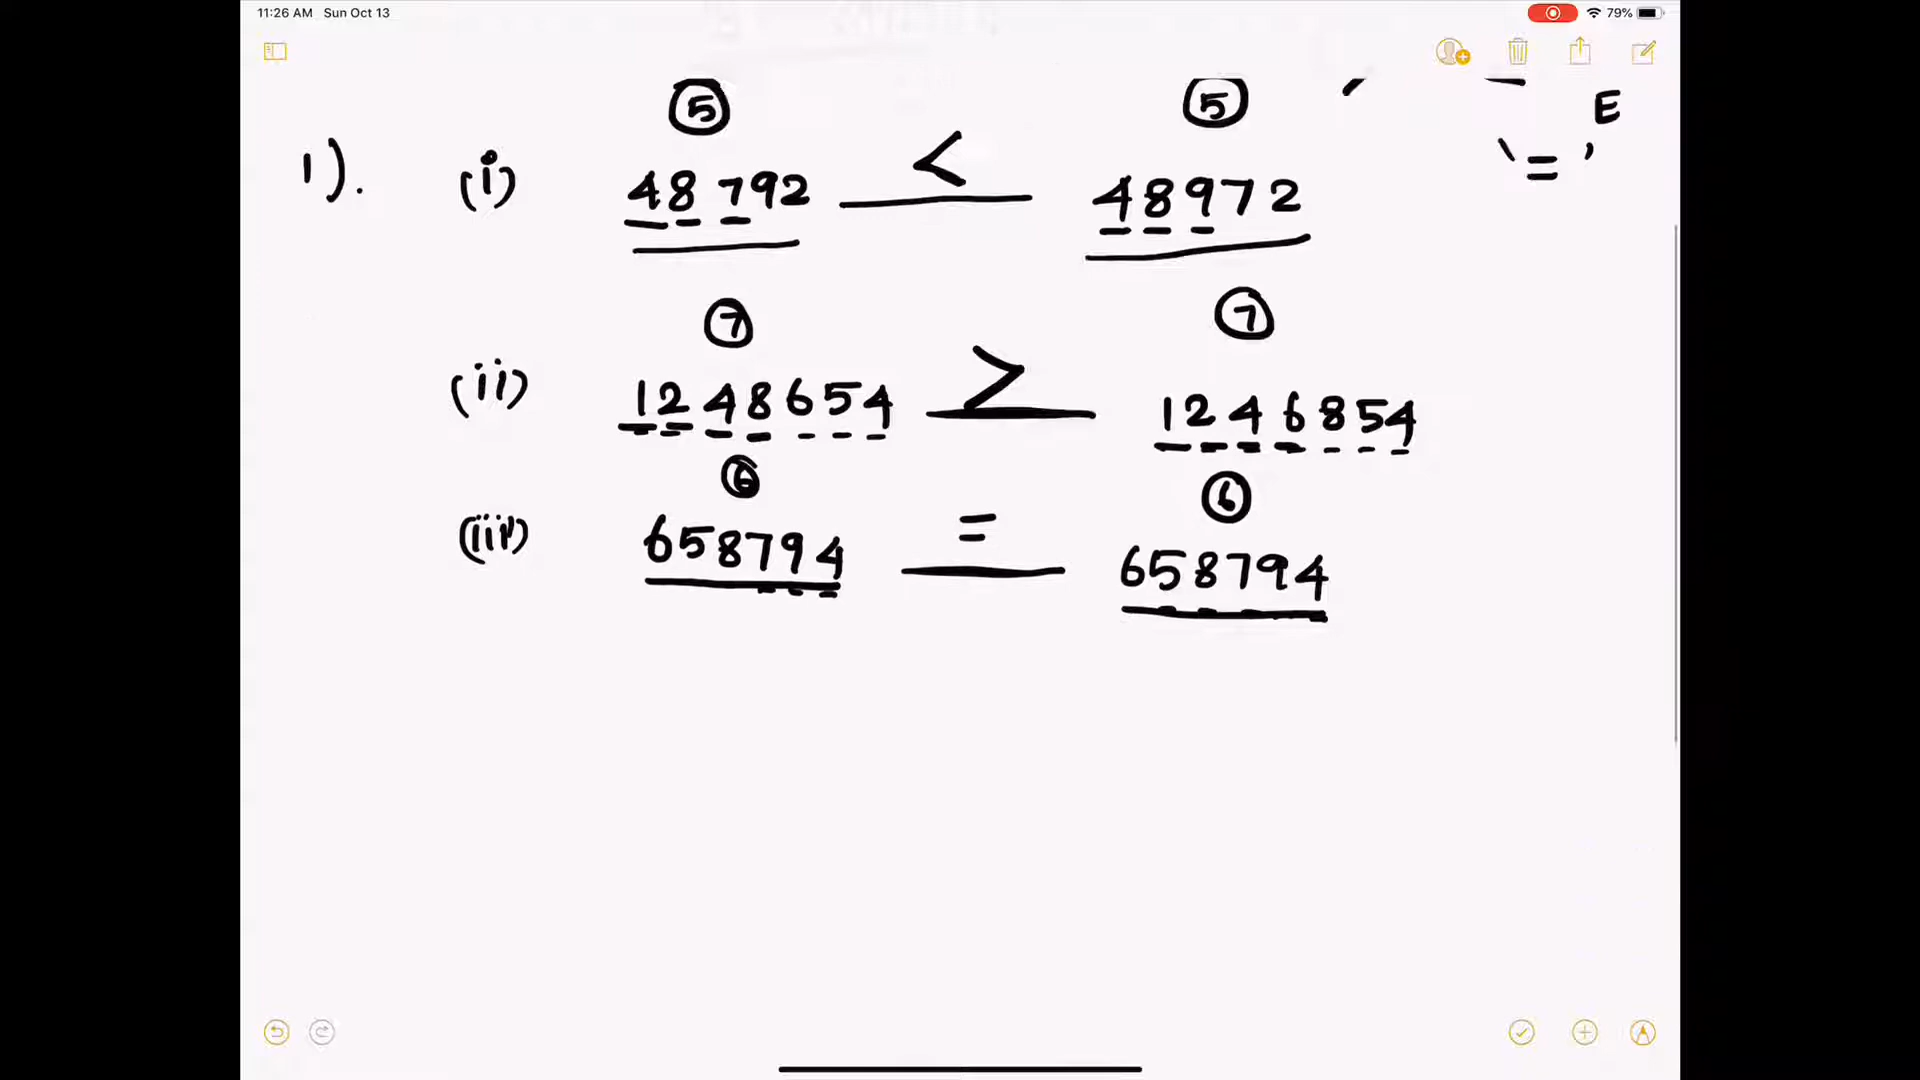 11:26 AM Sun Oct 13 79%
5 5
E
1). (i) 48792 < 48972 '='
7 7
(ii) 1248654 > 1246854
6 6
(iii) 658794 = 658794